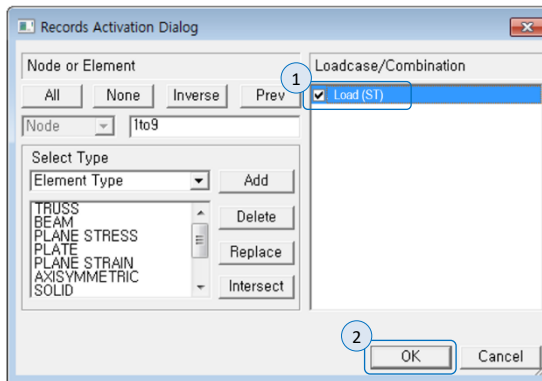 Records Activation Dialog
Node or Element
Loadcase/Combination
1
All None Inverse Prev
Load (ST)
Node 1to9
Select Type
Element Type Add
TRUSS
BEAM
PLANE STRESS
PLATE
PLANE STRAIN
AXISYMMETRIC
SOLID
Delete
Replace
Intersect
2
OK Cancel